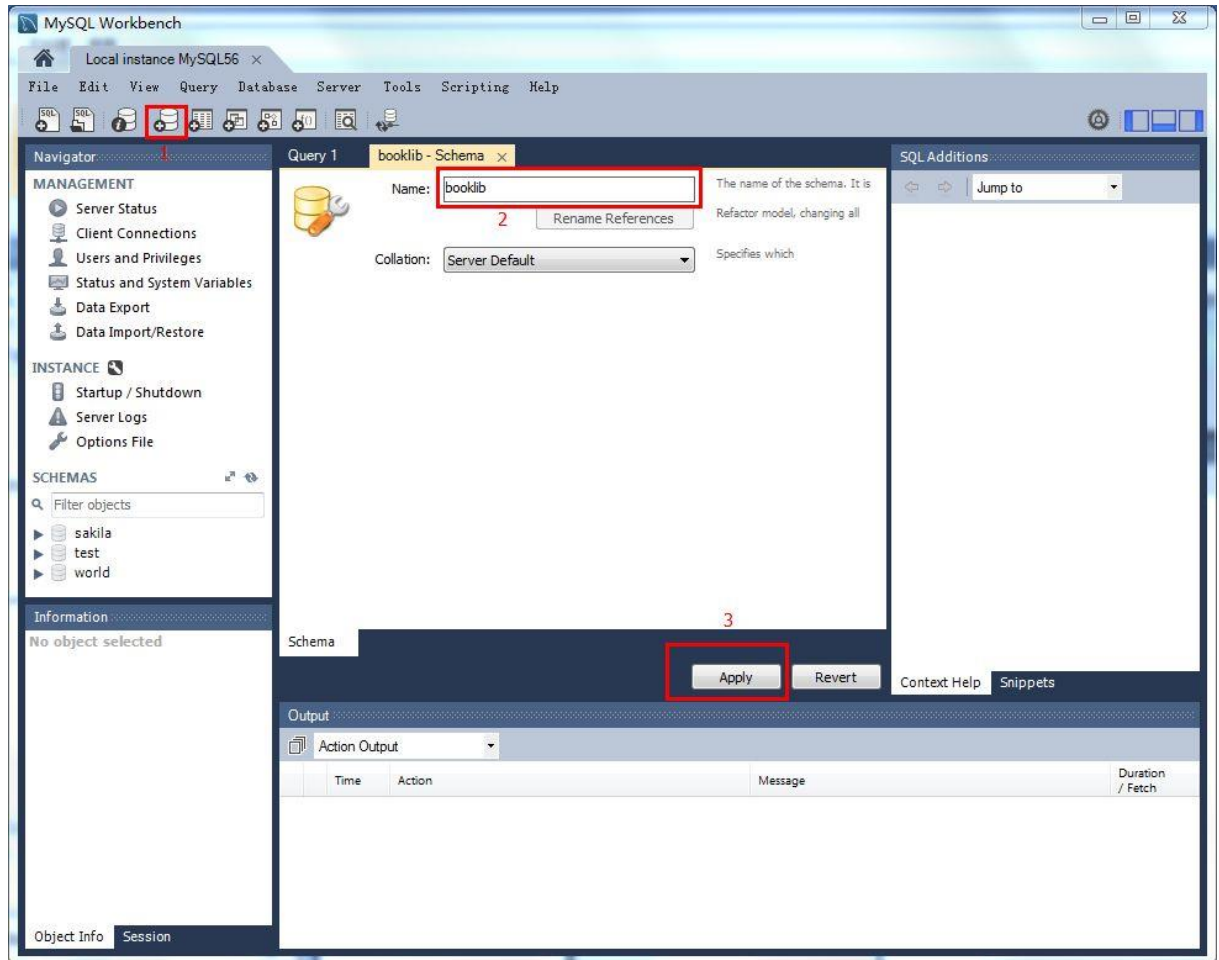 MySQL Workbench
Local instance MySQL56
File Edit View Query Database Server Tools Scripting Help
SQL SQL
1
Navigator
MANAGEMENT
Server Status
Client Connections
Users and Privileges
Status and System Variables
Data Export
Data Import/Restore
INSTANCE
Startup / Shutdown
Server Logs
Options File
SCHEMAS
Filter objects
sakila
test
world
Information
No object selected
Object Info Session
Query 1 booklib - Schema
Name: booklib The name of the schema. It is
2 Rename References Refactor model, changing all
Collation: Server Default Specifies which
3
Schema
Apply Revert
SQL Additions
Jump to
Context Help Snippets
Output
Action Output
Time Action Message Duration
/ Fetch